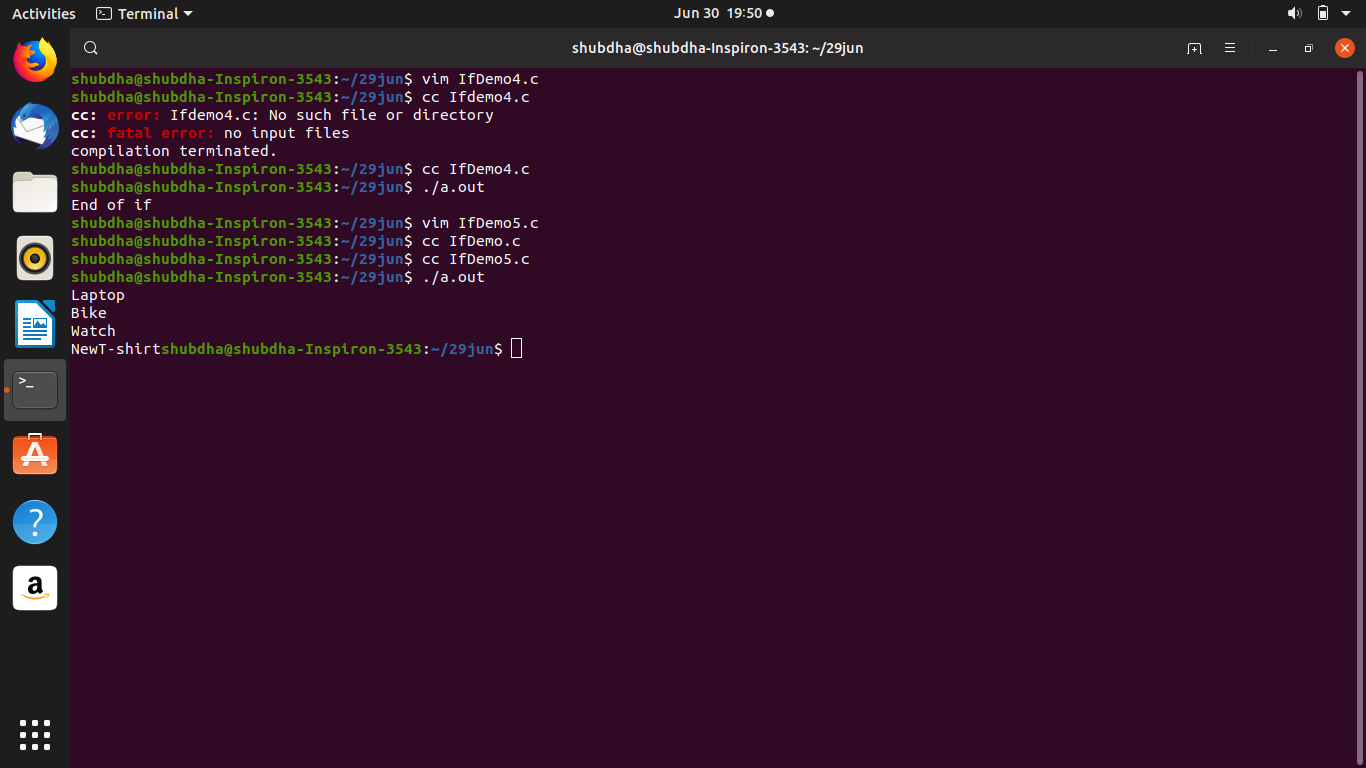 Activities
Terminal
Jun 30 19:50
shubdha@shubdha-Inspiron-3543: ~/29jun
shubdha@shubdha-Inspiron-3543:~/29jun$ vim IfDemo4.c
shubdha@shubdha-Inspiron-3543:~/29jun$ cc Ifdemo4.c
cc: error: Ifdemo4.c: No such file or directory
cc: fatal error: no input files
compilation terminated.
shubdha@shubdha-Inspiron-3543:~/29jun$ cc IfDemo4.c
shubdha@shubdha-Inspiron-3543:~/29jun$ ./a.out
End of if
shubdha@shubdha-Inspiron-3543:~/29jun$ vim IfDemo5.c
shubdha@shubdha-Inspiron-3543:~/29jun$ cc IfDemo.c
shubdha@shubdha-Inspiron-3543:~/29jun$ cc IfDemo5.c
shubdha@shubdha-Inspiron-3543:~/29jun$ ./a.out
Laptop
Bike
Watch
NewT-shirtshubdha@shubdha-Inspiron-3543:~/29jun$